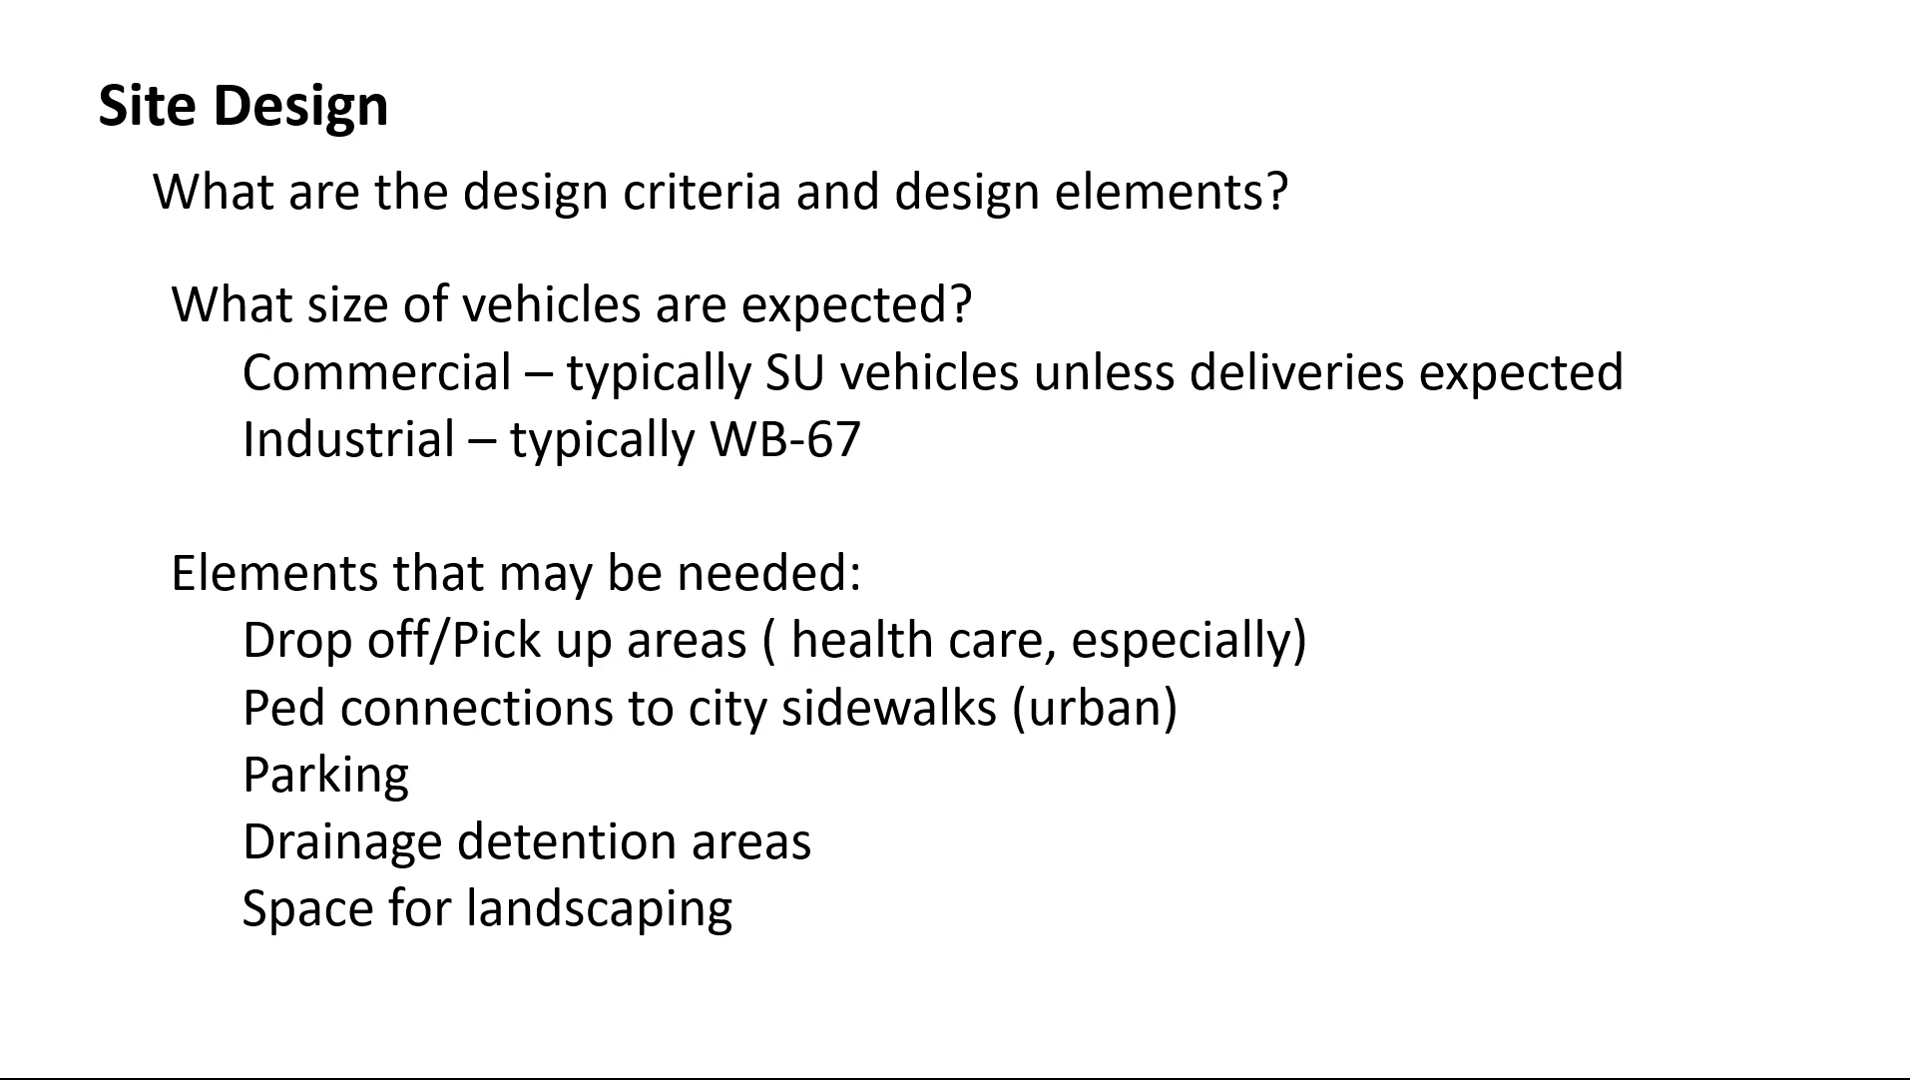 Site Design
What are the design criteria and design elements?
What size of vehicles are expected?
Commercial – typically SU vehicles unless deliveries expected
Industrial – typically WB-67
Elements that may be needed:
Drop off/Pick up areas ( health care, especially)
Ped connections to city sidewalks (urban)
Parking
Drainage detention areas
Space for landscaping